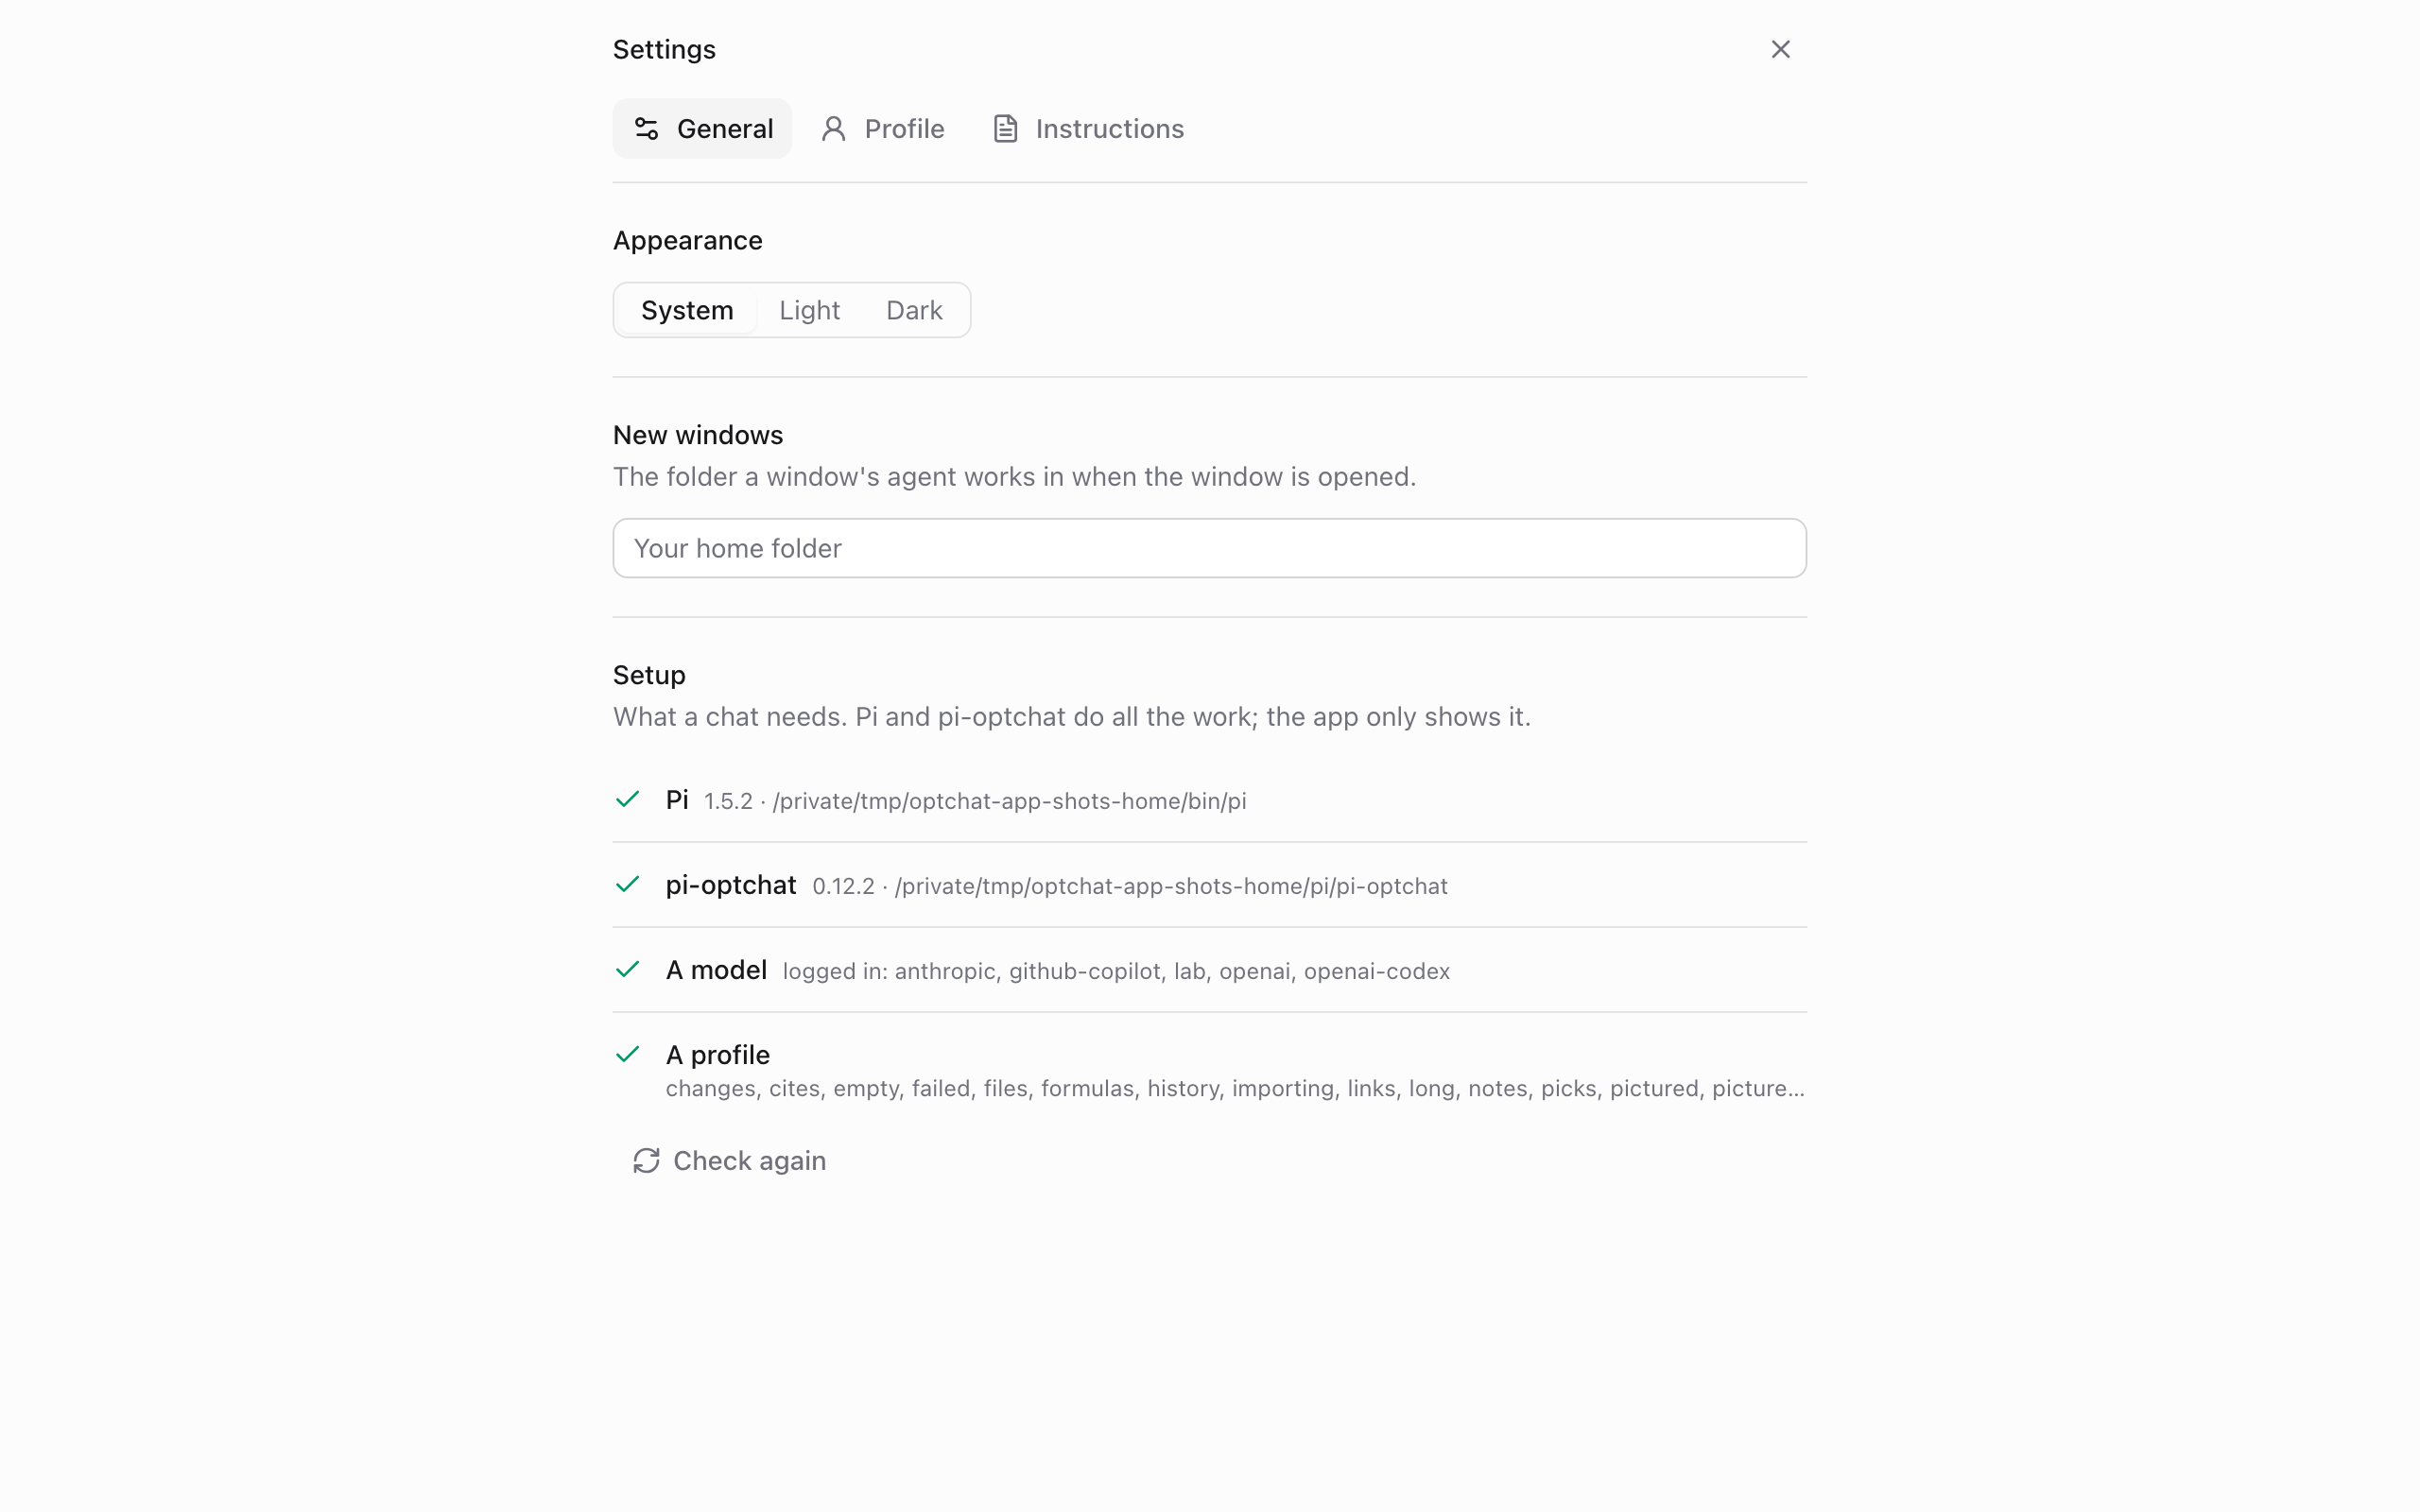 Settings
General
Profile
Instructions
Appearance
System
Light
Dark
New windows
The folder a window's agent works in when the window is opened.
Your home folder
Setup
What a chat needs. Pi and pi-optchat do all the work; the app only shows it.
Pi 1.5.2 · /private/tmp/optchat-app-shots-home/bin/pi
pi-optchat 0.12.2 · /private/tmp/optchat-app-shots-home/pi/pi-optchat
A model logged in: anthropic, github-copilot, lab, openai, openai-codex
A profile
changes, cites, empty, failed, files, formulas, history, importing, links, long, notes, picks, pictured, picture...
Check again